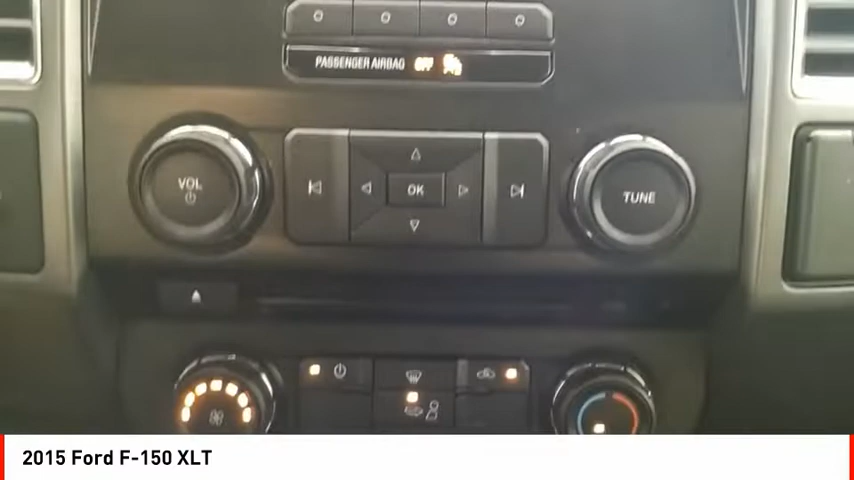 PASSENGER AIRBAG OFF
VOL
OK
TUNE
2015 Ford F-150 XLT